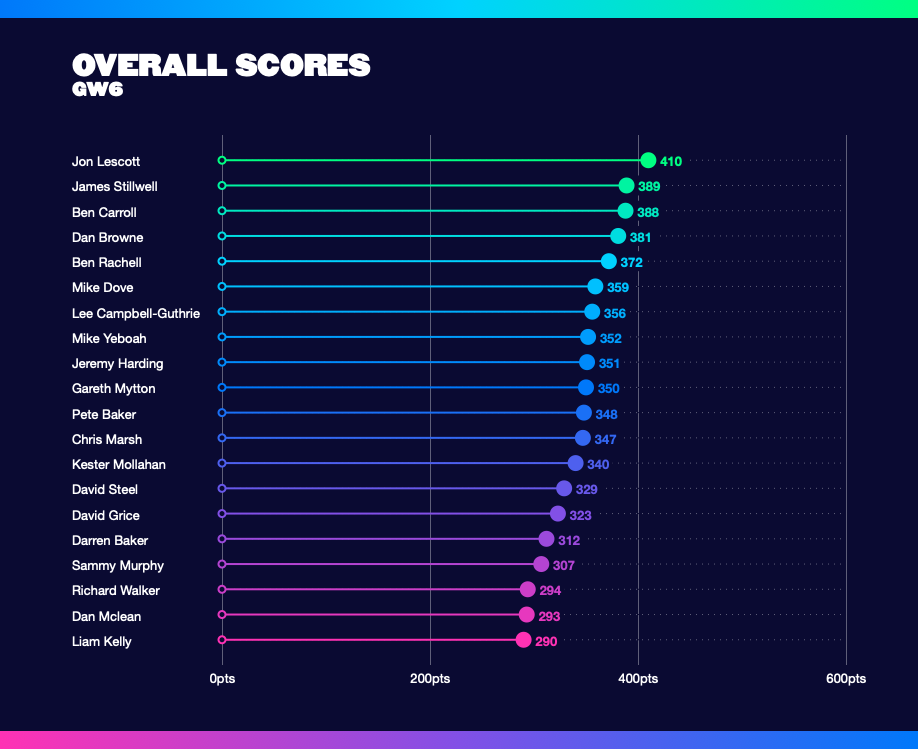 OVERALL SCORES
GW6
Jon Lescott 410
James Stillwell 389
Ben Carroll 388
Dan Browne 381
Ben Rachell 372
Mike Dove 359
Lee Campbell-Guthrie 356
Mike Yeboah 352
Jeremy Harding 351
Gareth Mytton 350
Pete Baker 348
Chris Marsh 347
Kester Mollahan 340
David Steel 329
David Grice 323
Darren Baker 312
Sammy Murphy 307
Richard Walker 294
Dan Mclean 293
Liam Kelly 290
0pts 200pts 400pts 600pts